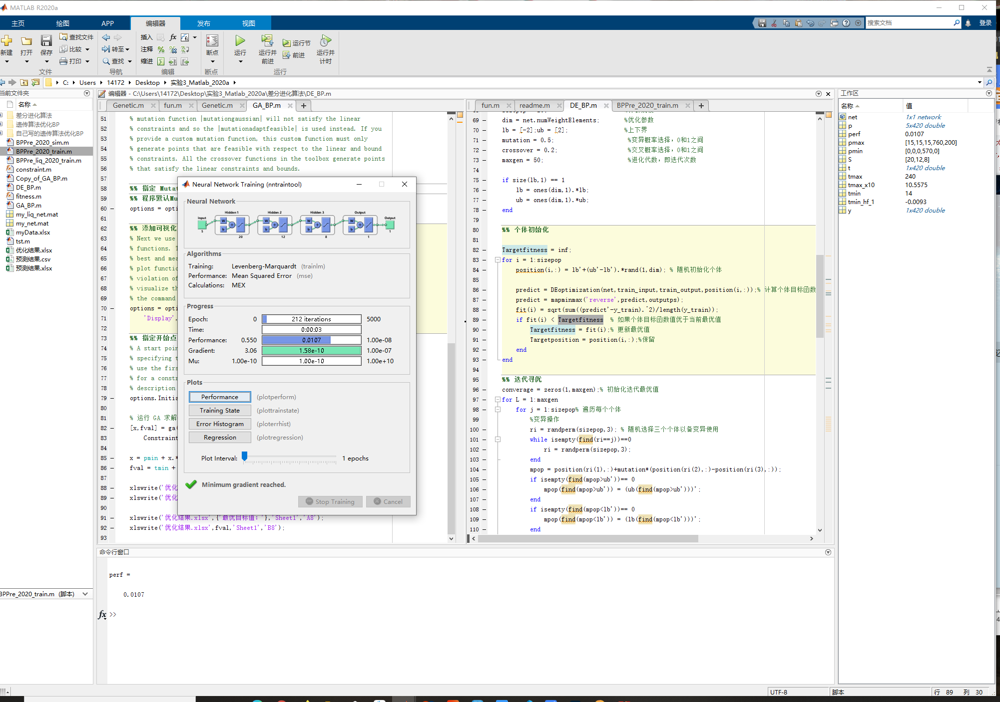 MATLAB R2020a
主页 绘图 APP 编辑器 发布 视图
搜索文档 登录
新建 打开 保存 查找文件 比较 打印
文件
转至 查找
导航
插入 fx
注释
缩进
编辑
断点
断点
运行 运行并前进 运行节 前进 运行并计时
运行
C: Users 14172 Desktop 实验3_Matlab_2020a
当前文件夹
名称
差分进化算法
遗传算法优化BP
自己写的遗传算法优化BP
BPPre_2020_sim.m
BPPre_2020_train.m
BPPre_liq_2020_train.m
constraint.m
Copy_of_GA_BP.m
DE_BP.m
fitness.m
GA_BP.m
my_liq_net.mat
my_net.mat
myData.xlsx
tst.m
优化结果.xlsx
预测结果.csv
预测结果.xlsx
BPPre_2020_train.m (脚本)
编辑器 - C:\Users\14172\Desktop\实验3_Matlab_2020a\差分进化算法\DE_BP.m
Genetic.m fun.m Genetic.m GA_BP.m +
51 % mutation function |mutationgaussian| will not satisfy the linear
52 % constraints and so the |mutationadaptfeasible| is used instead. If you
53 % provide a custom mutation function, this custom function must only
54 % generate points that are feasible with respect to the linear and bound
55 % constraints. All the crossover functions in the toolbox generate points
56 % that satisfy the linear constraints and bounds.
57
58 %% 指定 Mutat
59 %% 程序默认Mu
60 – options = opti
61
62 %% 添加可视化
63 % Next we use
64 % functions. T
65 % best and mea
66 % plot functio
67 % violation of
68 % visualize th
69 % the command
70 – options = opti
71 'Display',
72
73 %% 指定开始点
74 % A start poin
75 % specifying t
76 % use the firs
77 % for a constr
78 % description
79 – options.Initia
80
81 % 运行 GA 求解
82 – [x,fval] = ga(
83 Constraint
84
85 – x = pmin + x.*
86 – fval = tmin +
87
88 – xlswrite('优化
89 – xlswrite('优化
90
91 – xlswrite('优化结果.xlsx',{'最优目标值：'},'Sheet1','A8');
92 – xlswrite('优化结果.xlsx',fval,'Sheet1','B8');
93
Neural Network Training (nntraintool)
Neural Network
Input Hidden 1 Hidden 2 Hidden 3 Output Output
W b W b W b W b
5 20 12 8 1 1
Algorithms
Training: Levenberg-Marquardt (trainlm)
Performance: Mean Squared Error (mse)
Calculations: MEX
Progress
Epoch: 0 212 iterations 5000
Time: 0:00:03
Performance: 0.550 0.0107 1.00e-08
Gradient: 3.06 1.58e-10 1.00e-07
Mu: 1.00e-10 1.00e-10 1.00e+10
Plots
Performance (plotperform)
Training State (plottrainstate)
Error Histogram (ploterrhist)
Regression (plotregression)
Plot Interval: 1 epochs
Minimum gradient reached.
Stop Training Cancel
fun.m readme.m DE_BP.m BPPre_2020_train.m +
69 – dim = net.numWeightElements; %优化参数
70 – lb = [-2];ub = [2]; %上下界
71 – mutation = 0.5; %变异概率选择，0和1之间
72 – crossover = 0.2; %交叉概率选择，0和1之间
73 – maxgen = 50; %进化代数，即迭代次数
74
75 – if size(lb,1) == 1
76 – lb = ones(dim,1).*lb;
77 – ub = ones(dim,1).*ub;
78 – end
79
80 %% 个体初始化
81
82 – Targetfitness = inf;
83 – for i = 1:sizepop
84 – position(i,:) = lb'+(ub'-lb').*rand(1,dim); % 随机初始化个体
85
86 – predict = DEoptimization(net,train_input,train_output,position(i,:));% 计算个体目标函数
87 – predict = mapminmax('reverse',predict,outputps);
88 – fit(i) = sqrt(sum((predict'-y_train).^2)/length(y_train));
89 – if fit(i) < Targetfitness % 如果个体目标函数值优于当前最优值
90 – Targetfitness = fit(i);% 更新最优值
91 – Targetposition = position(i,:);%保留
92 – end
93 – end
94
95 %% 迭代寻优
96 – converage = zeros(1,maxgen);% 初始化迭代最优值
97 – for L = 1:maxgen
98 – for j = 1:sizepop% 遍历每个个体
99 %变异操作
100 – ri = randperm(sizepop,3); % 随机选择三个个体以备变异使用
101 – while isempty(find(ri==j))==0
102 – ri = randperm(sizepop,3);
103 – end
104 – mpop = position(ri(1),:)+mutation*(position(ri(2),:)-position(ri(3),:));
105 – if isempty(find(mpop>ub'))== 0
106 – mpop(find(mpop>ub')) = (ub(find(mpop>ub')))';
107 – end
108 – if isempty(find(mpop<lb'))== 0
109 – mpop(find(mpop<lb')) = (lb(find(mpop<lb')))';
110 – end
工作区
名称 值
net 1x1 network
p 5x420 double
perf 0.0107
pmax [15,15,15,760,200]
pmin [0,0,0,570,0]
S [20,12,8]
t 1x420 double
tmax 240
tmax_x10 10.5575
tmin 14
tmin_hf_1 -0.0093
y 1x420 double
命令行窗口
perf =
0.0107
fx >>
UTF-8 脚本 行 89 列 30